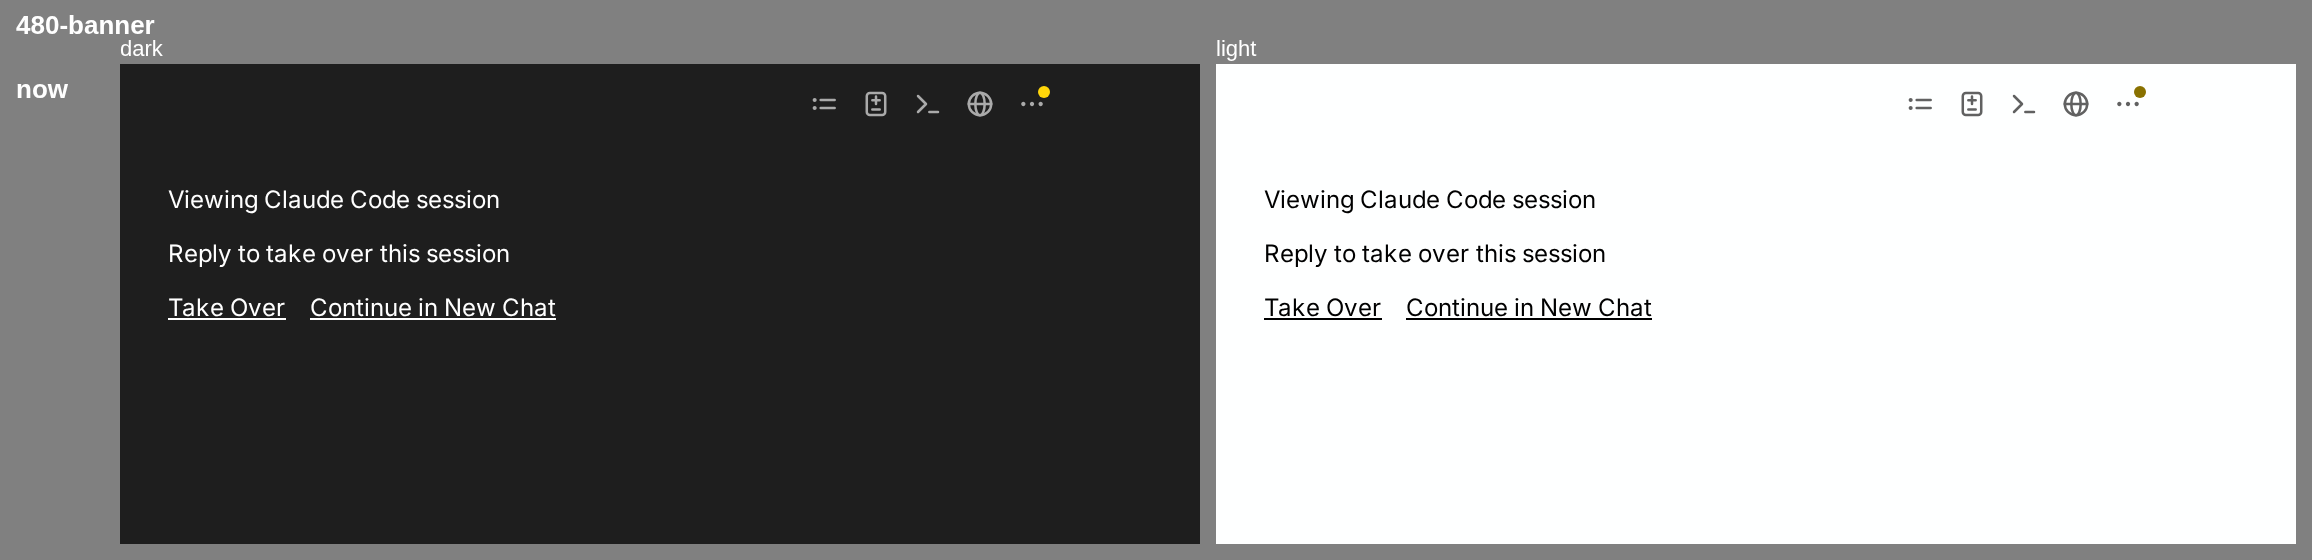 480-banner
dark
light
now
Viewing Claude Code session
Reply to take over this session
Take Over Continue in New Chat
Viewing Claude Code session
Reply to take over this session
Take Over Continue in New Chat